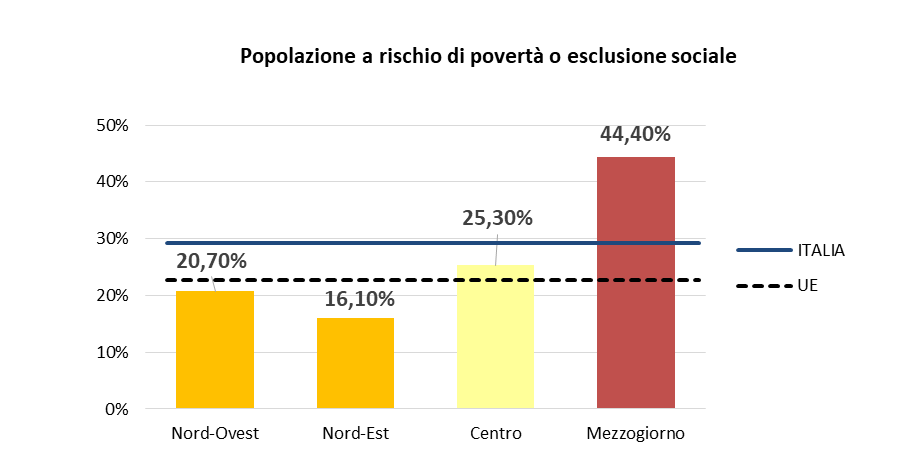 Popolazione a rischio di povertà o esclusione sociale
50%
40%
30%
20%
10%
0%
44,40%
25,30%
20,70%
16,10%
ITALIA
UE
Nord-Ovest Nord-Est Centro Mezzogiorno